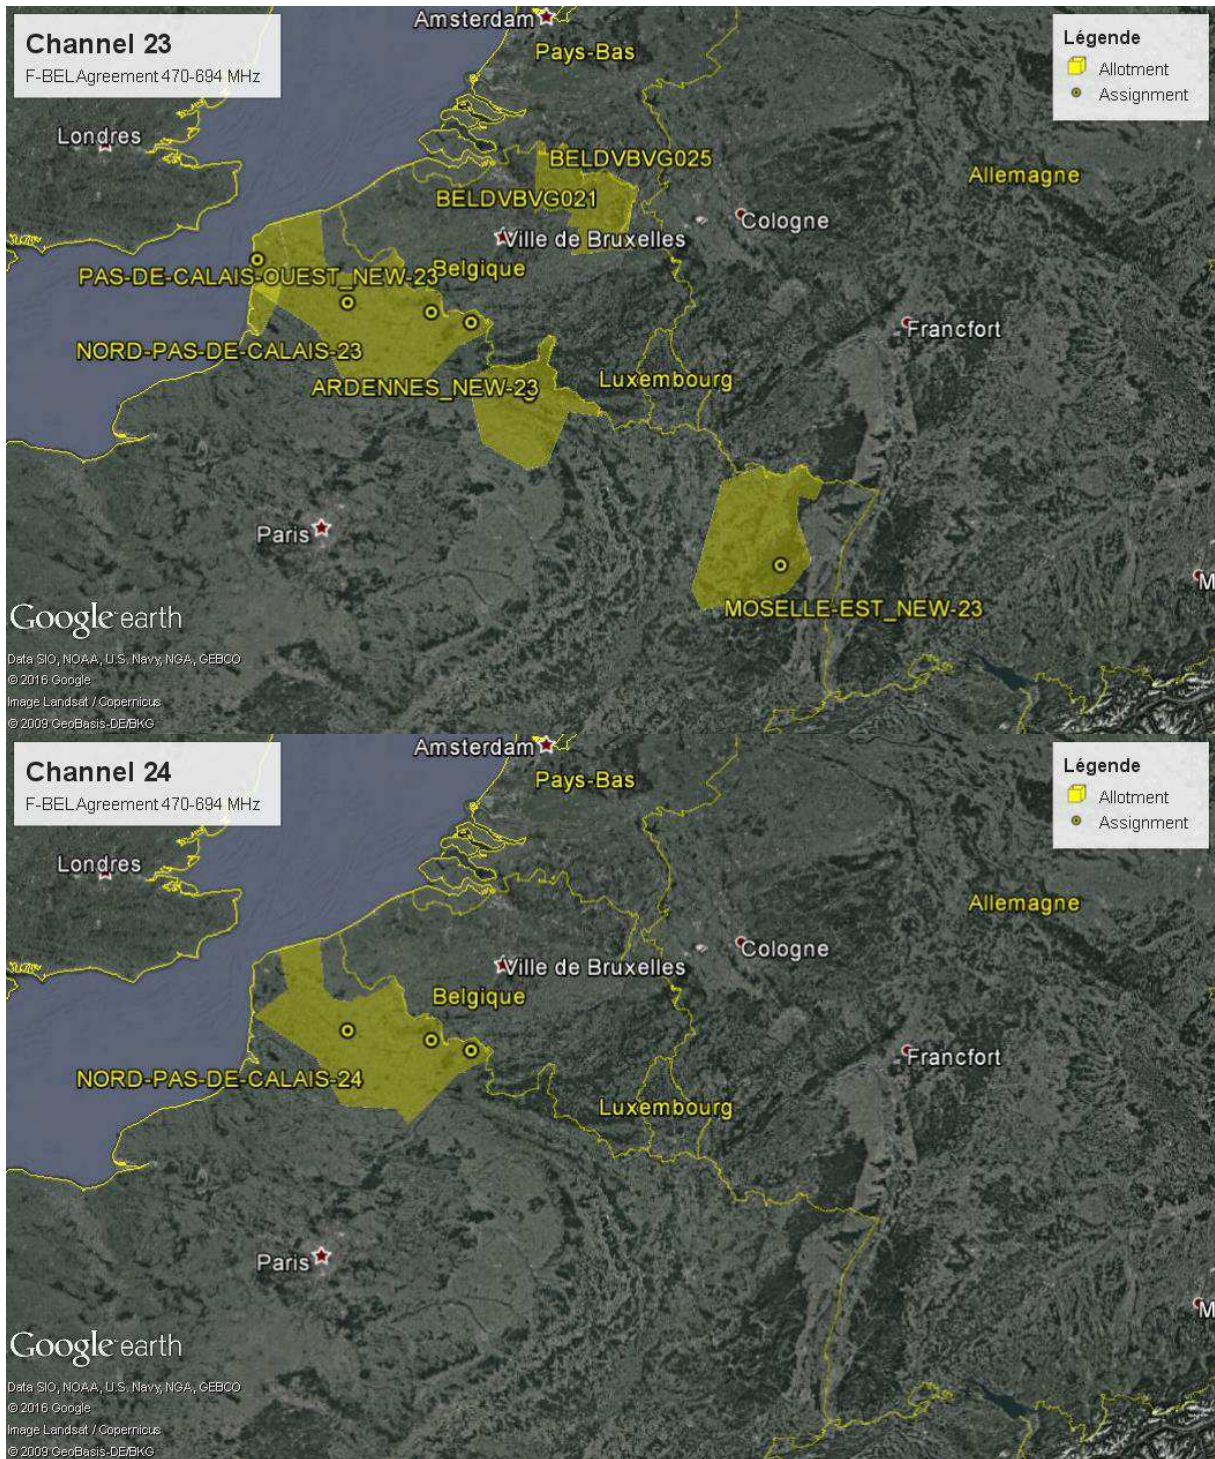 Channel 23
F-BEL Agreement 470-694 MHz
Légende
Allotment
Assignment
Amsterdam
Pays-Bas
Londres
BELDVBVG025
Allemagne
BELDVBVG021
Cologne
Ville de Bruxelles
PAS-DE-CALAIS-OUEST_NEW-23
Belgique
Francfort
NORD-PAS-DE-CALAIS-23
ARDENNES_NEW-23
Luxembourg
Paris
M
MOSELLE-EST_NEW-23
Google earth
Data SIO, NOAA, U.S. Navy, NGA, GEBCO
© 2016 Google
Image Landsat / Copernicus
© 2009 GeoBasis-DE/BKG
Channel 24
F-BEL Agreement 470-694 MHz
Légende
Allotment
Assignment
Amsterdam
Pays-Bas
Londres
Allemagne
Cologne
Ville de Bruxelles
Belgique
Francfort
NORD-PAS-DE-CALAIS-24
Luxembourg
Paris
M
Google earth
Data SIO, NOAA, U.S. Navy, NGA, GEBCO
© 2016 Google
Image Landsat / Copernicus
© 2009 GeoBasis-DE/BKG